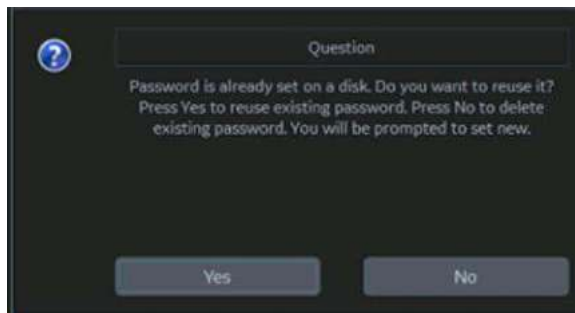 Question
Password is already set on a disk. Do you want to reuse it?
Press Yes to reuse existing password. Press No to delete
existing password. You will be prompted to set new.
Yes
No